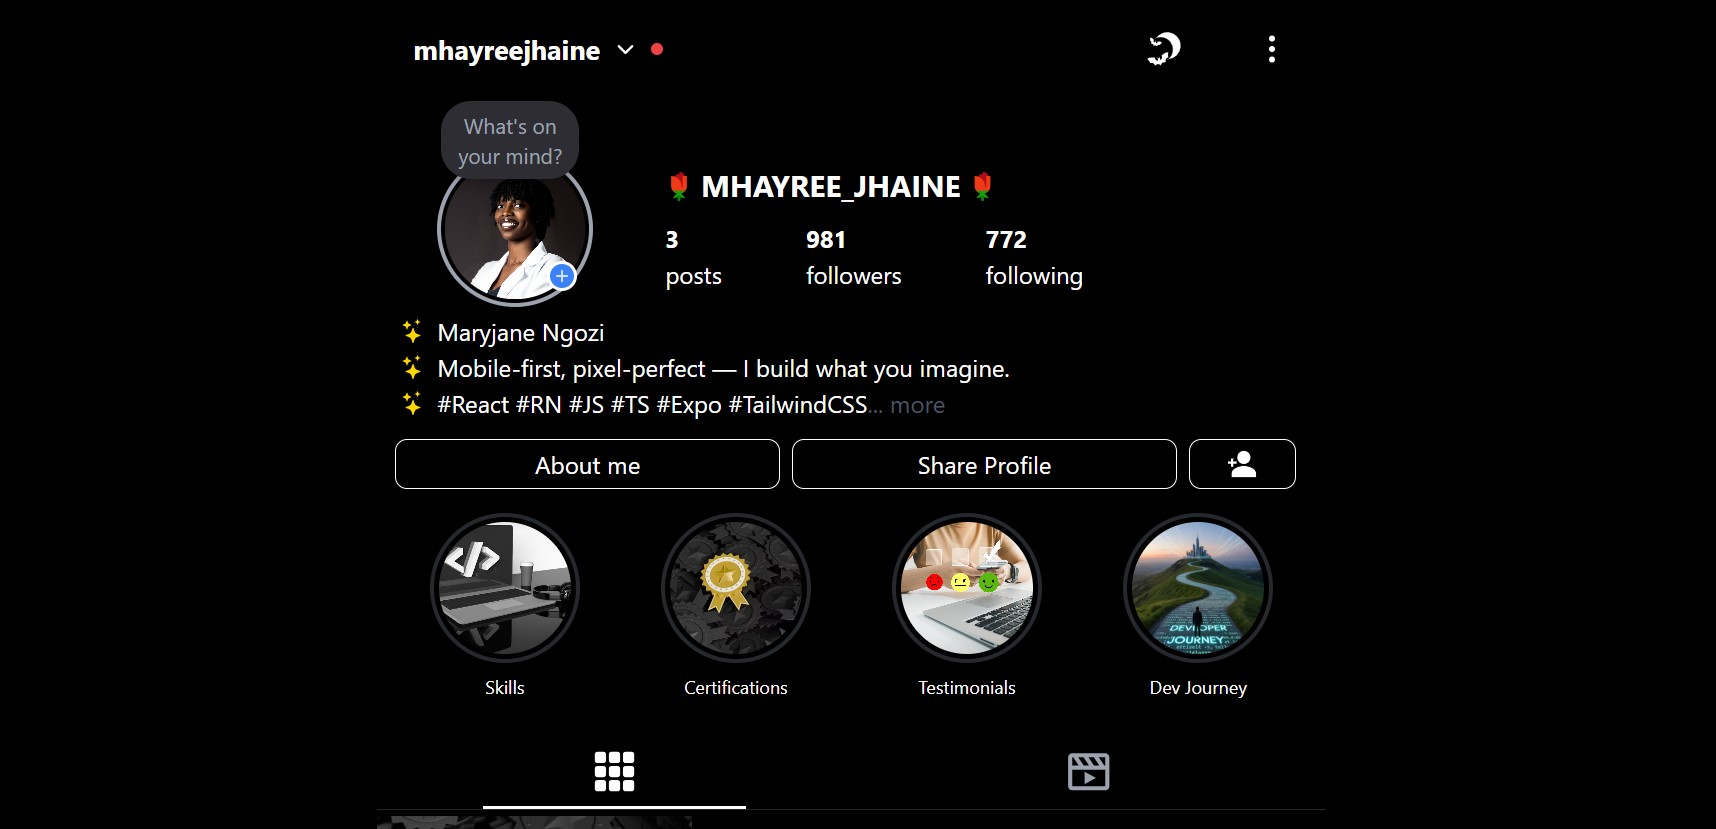 mhayreejhaine
What's on
your mind?
MHAYREE_JHAINE
3 981 772
posts followers following
Maryjane Ngozi
Mobile-first, pixel-perfect — I build what you imagine.
#React #RN #JS #TS #Expo #TailwindCSS... more
About me Share Profile
</>
DEVELOPER
JOURNEY
Skills Certifications Testimonials Dev Journey